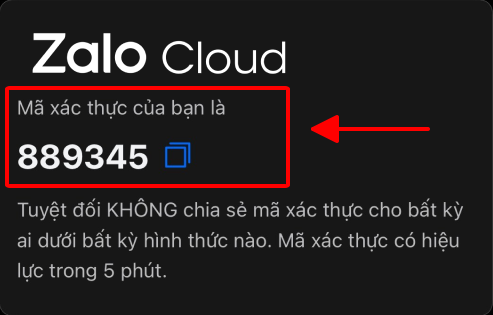 Zalo Cloud
Mã xác thực của bạn là
889345
Tuyệt đối KHÔNG chia sẻ mã xác thực cho bất kỳ
ai dưới bất kỳ hình thức nào. Mã xác thực có hiệu
lực trong 5 phút.